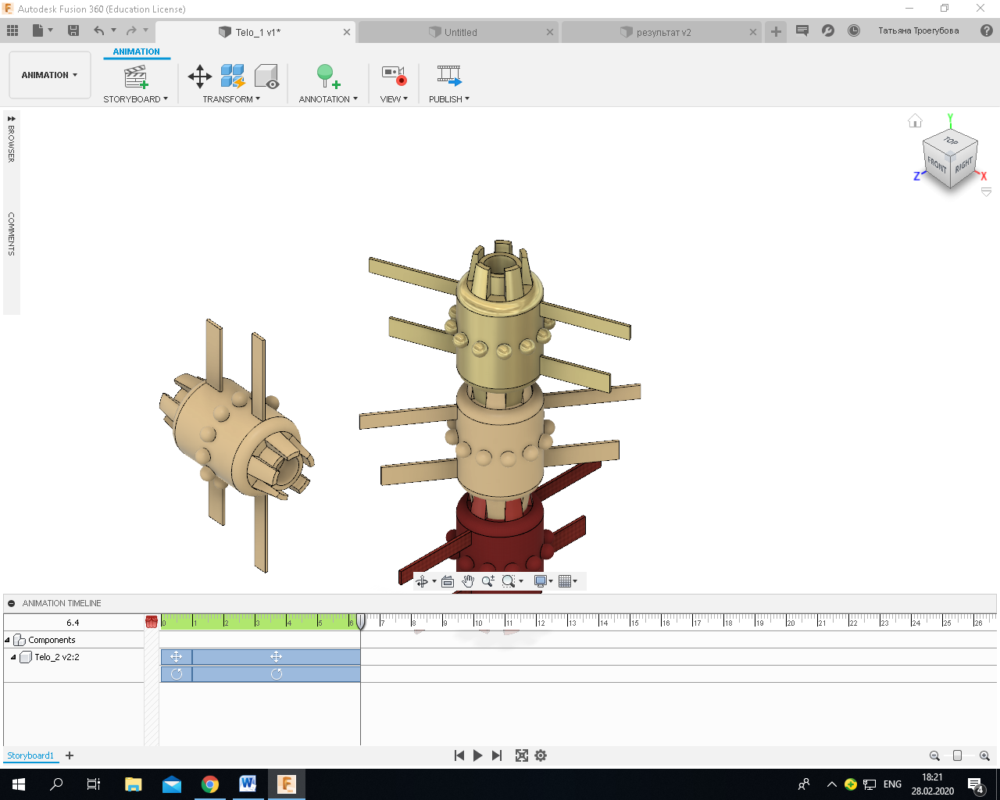 Autodesk Fusion 360 (Education License)
Telo_1 v1*
Untitled
результат v2
Татьяна Троегубова
ANIMATION
ANIMATION
STORYBOARD
TRANSFORM
ANNOTATION
VIEW
PUBLISH
BROWSER
COMMENTS
Y
TOP
FRONT
RIGHT
Z
X
ANIMATION TIMELINE
6.4
0 1 2 3 4 5 6 7 8 9 10 11 12 13 14 15 16 17 18 19 20 21 22 23 24 25 26
Components
Telo_2 v2:2
Storyboard1
ENG
18:21
28.02.2020
4